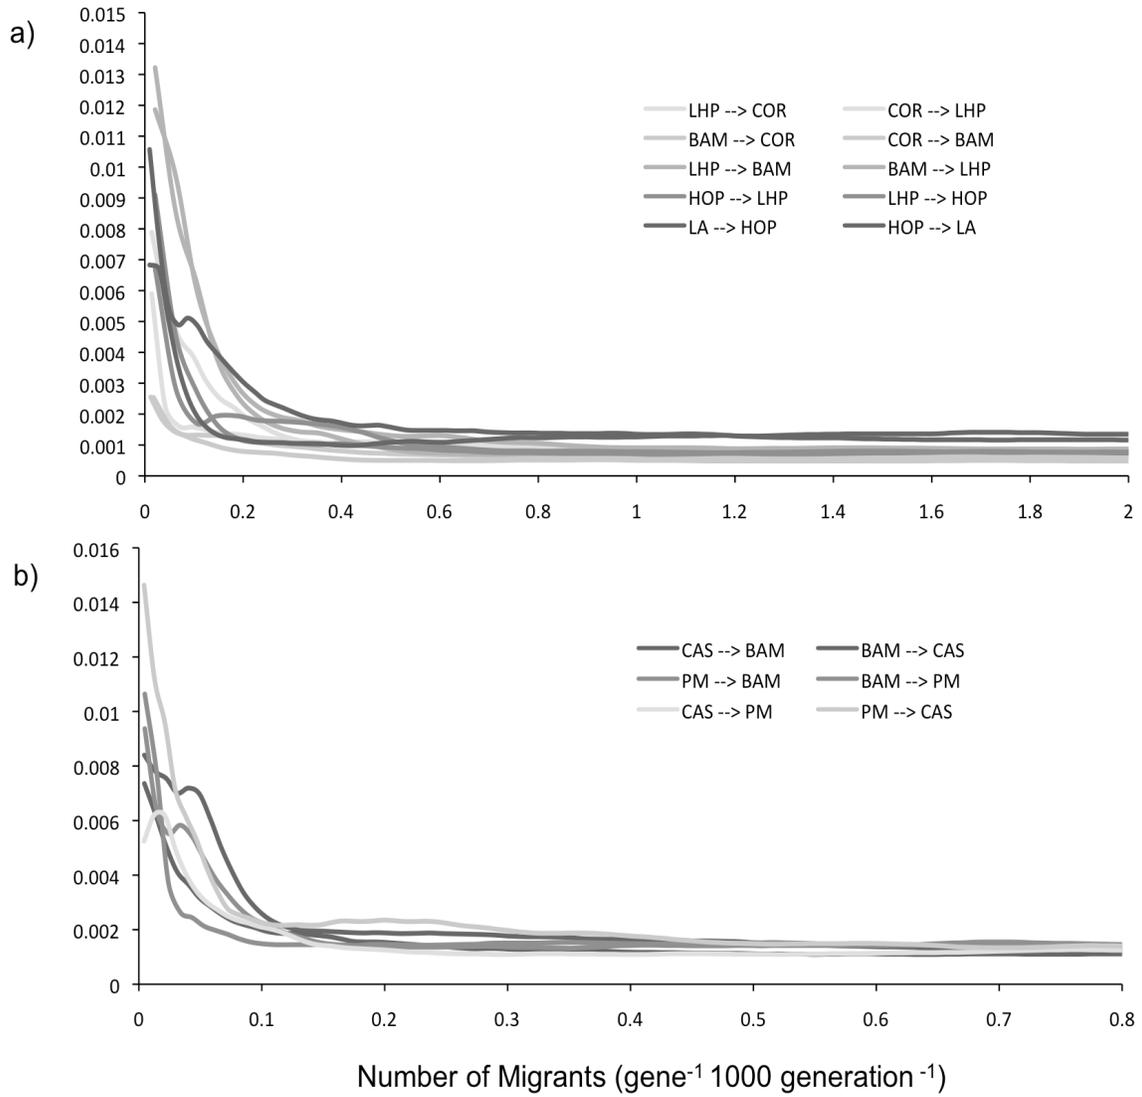 a)
0.015
0.014
0.013
0.012
0.011
0.01
0.009
0.008
0.007
0.006
0.005
0.004
0.003
0.002
0.001
0
LHP --> COR COR --> LHP
BAM --> COR COR --> BAM
LHP --> BAM BAM --> LHP
HOP --> LHP LHP --> HOP
LA --> HOP HOP --> LA
0 0.2 0.4 0.6 0.8 1 1.2 1.4 1.6 1.8 2
b)
0.016
0.014
0.012
0.01
0.008
0.006
0.004
0.002
0
CAS --> BAM BAM --> CAS
PM --> BAM BAM --> PM
CAS --> PM PM --> CAS
0 0.1 0.2 0.3 0.4 0.5 0.6 0.7 0.8
Number of Migrants (gene⁻¹ 1000 generation ⁻¹)